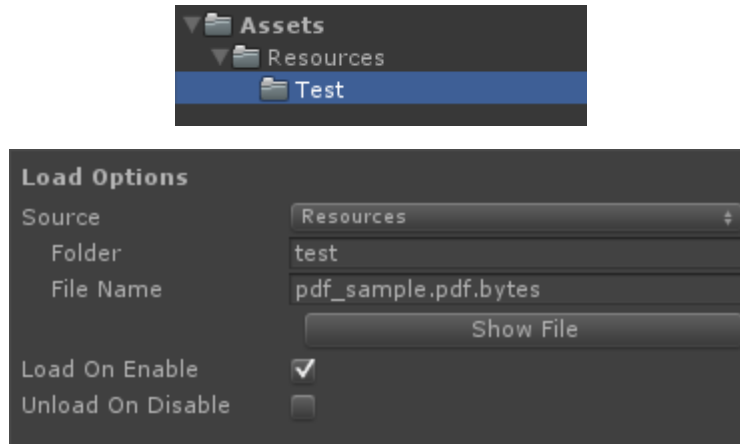 Assets
Resources
Test
Load Options
Source Resources
Folder test
File Name pdf_sample.pdf.bytes
Show File
Load On Enable
Unload On Disable